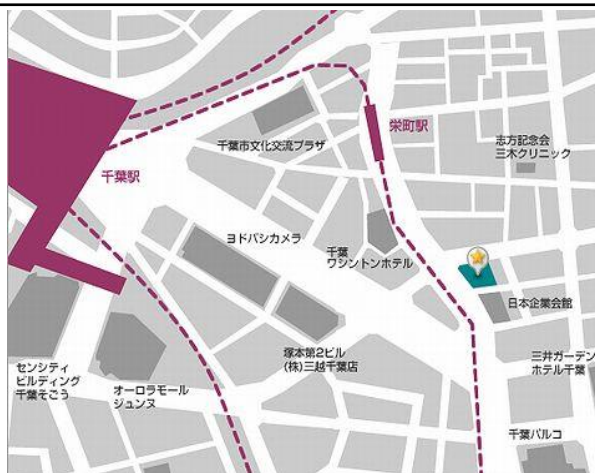 栄町駅
千葉市文化交流プラザ
志方記念会
三木クリニック
千葉駅
ヨドバシカメラ
千葉
ワシントンホテル
日本企業会館
塚本第2ビル
(株)三越千葉店
三井ガーデン
ホテル千葉
センシティ
ビルディング
千葉そごう
オーロラモール
ジュンヌ
千葉パルコ